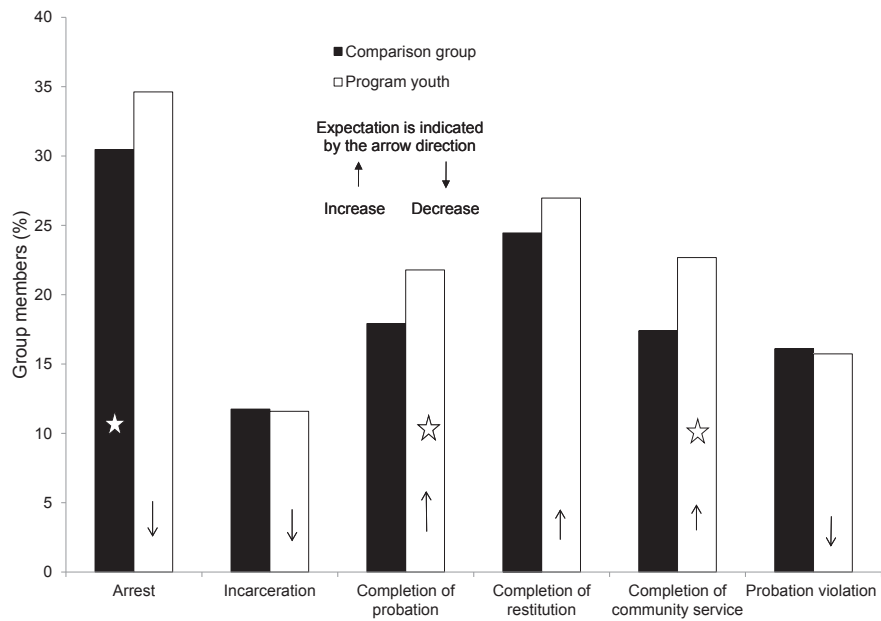 40
35
30
25
20
15
10
5
0
Group members (%)
Comparison group
Program youth
Expectation is indicated
by the arrow direction
Increase Decrease
Arrest
Incarceration
Completion of
probation
Completion of
restitution
Completion of
community service
Probation violation